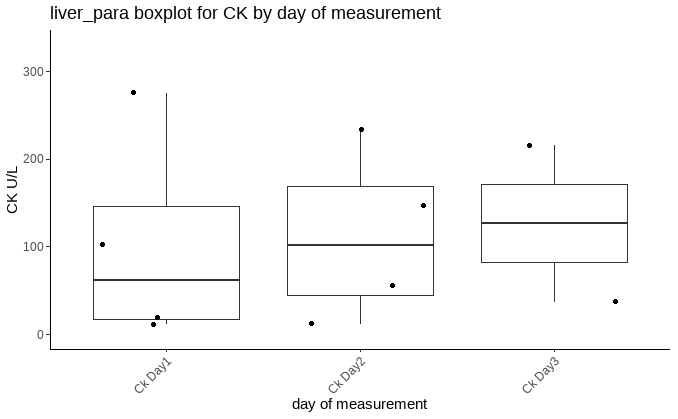 liver_para boxplot for CK by day of measurement
CK U/L
300
200
100
0
Ck Day1
Ck Day2
Ck Day3
day of measurement